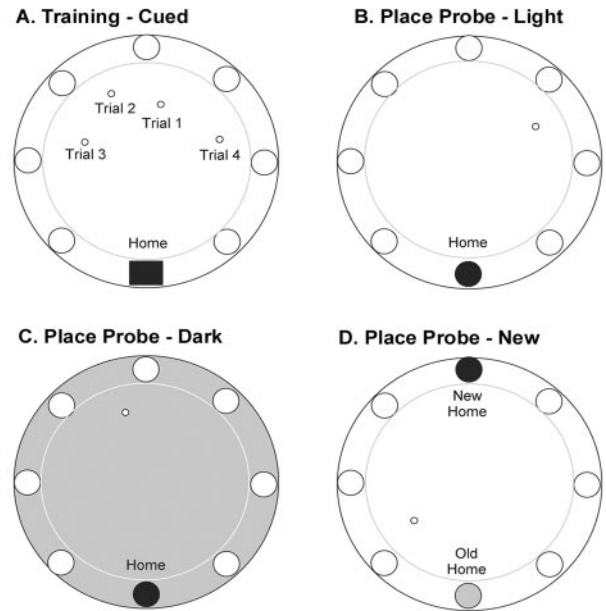 A. Training - Cued
Trial 2
Trial 1
Trial 3
Trial 4
Home
B. Place Probe - Light
Home
C. Place Probe - Dark
Home
D. Place Probe - New
New
Home
Old
Home